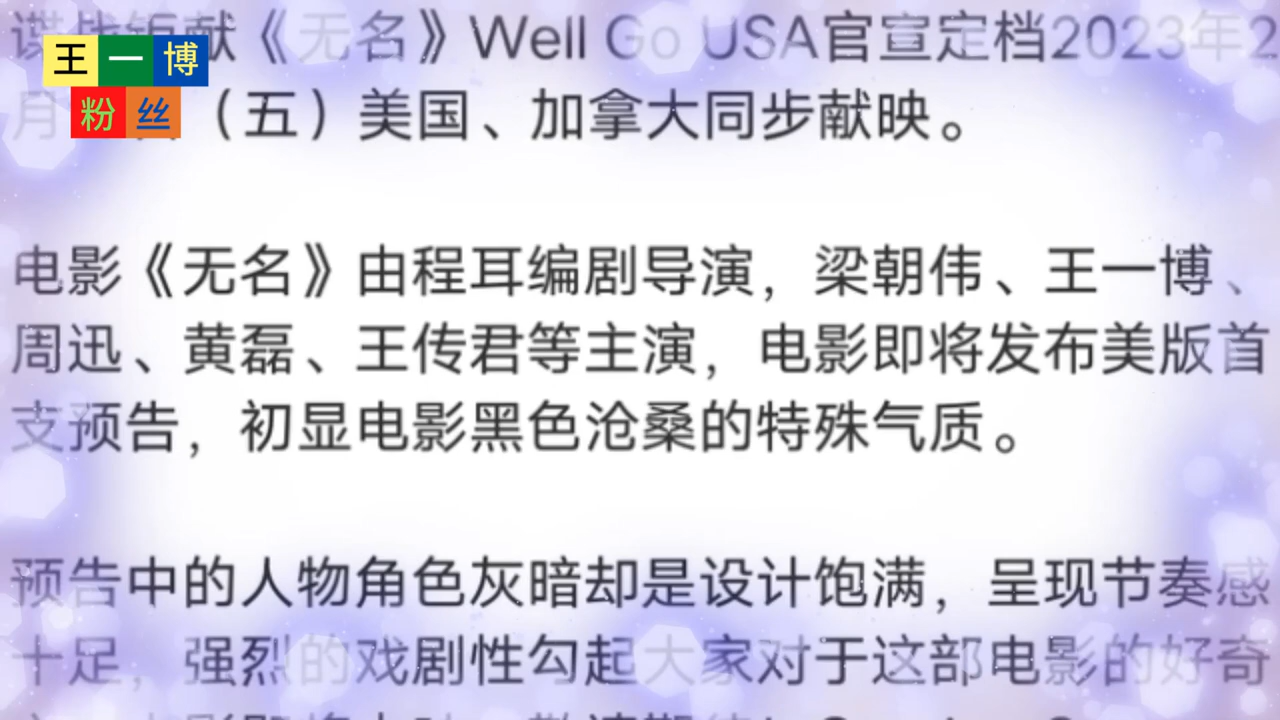 王一博
粉丝
谍战钜献《无名》Well Go USA官宣定档2023年2
月 （五）美国、加拿大同步献映。
电影《无名》由程耳编剧导演，梁朝伟、王一博、
周迅、黄磊、王传君等主演，电影即将发布美版首
支预告，初显电影黑色沧桑的特殊气质。
预告中的人物角色灰暗却是设计饱满，呈现节奏感
十足，强烈的戏剧性勾起大家对于这部电影的好奇